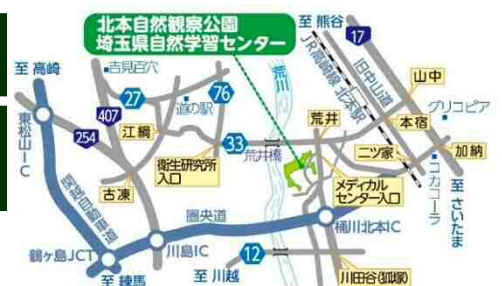 北本自然観察公園
埼玉県自然学習センター
至 熊谷
17
至 高崎
吉見百穴
27
道の駅
76
荒川
JR高崎線 北本駅
旧中山道
山中
グリコピア
東松山IC
407
254
江綱
33
荒井橋
荒井
本宿
二ツ家
加納
衛生研究所
入口
古凍
メディカル
センター入口
コカコーラ
至 さいたま
関越自動車道
圏央道
鶴ヶ島JCT
川島IC
桶川北本IC
至 練馬
至 川越
12
川田谷(狐塚)